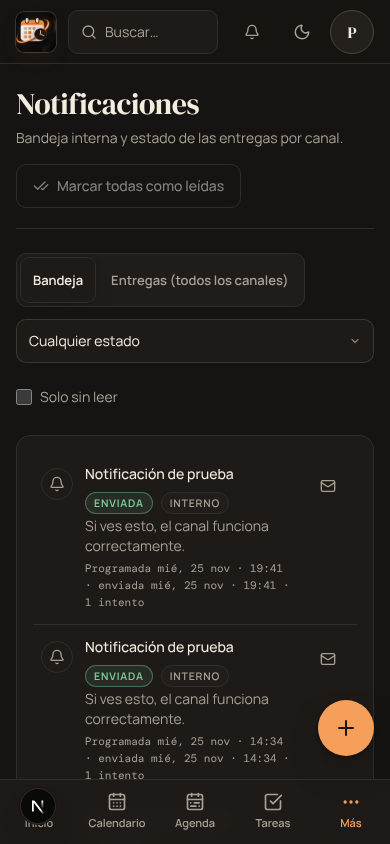 Buscar...
P
Notificaciones
Bandeja interna y estado de las entregas por canal.
Marcar todas como leídas
Bandeja
Entregas (todos los canales)
Cualquier estado
Solo sin leer
Notificación de prueba
ENVIADA
INTERNO
Si ves esto, el canal funciona
correctamente.
Programada mié, 25 nov · 19:41
· enviada mié, 25 nov · 19:41 ·
1 intento
Notificación de prueba
ENVIADA
INTERNO
Si ves esto, el canal funciona
correctamente.
Programada mié, 25 nov · 14:34
· enviada mié, 25 nov · 14:34 ·
1 intento
N
Inicio
Calendario
Agenda
Tareas
Más